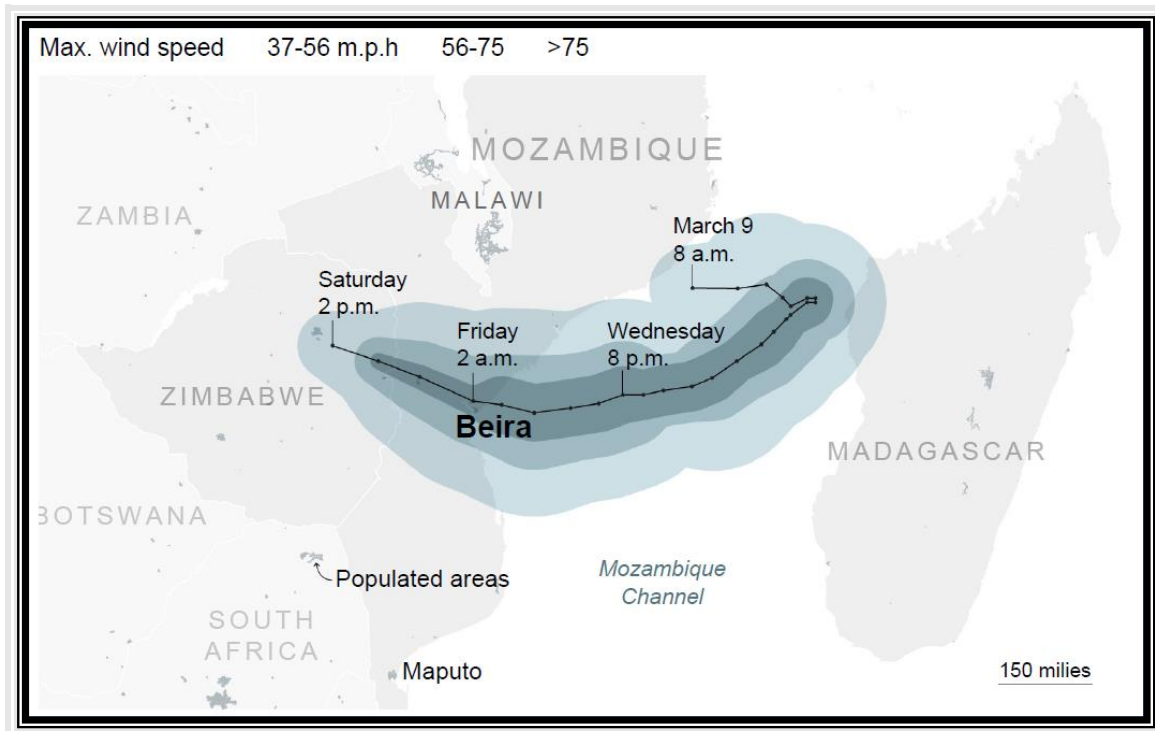 Max. wind speed 37-56 m.p.h 56-75 >75
MOZAMBIQUE
MALAWI
ZAMBIA
March 9
8 a.m.
Saturday
2 p.m.
Friday
2 a.m.
Wednesday
8 p.m.
ZIMBABWE
Beira
MADAGASCAR
BOTSWANA
Populated areas
Mozambique
Channel
SOUTH
AFRICA
Maputo
150 milies